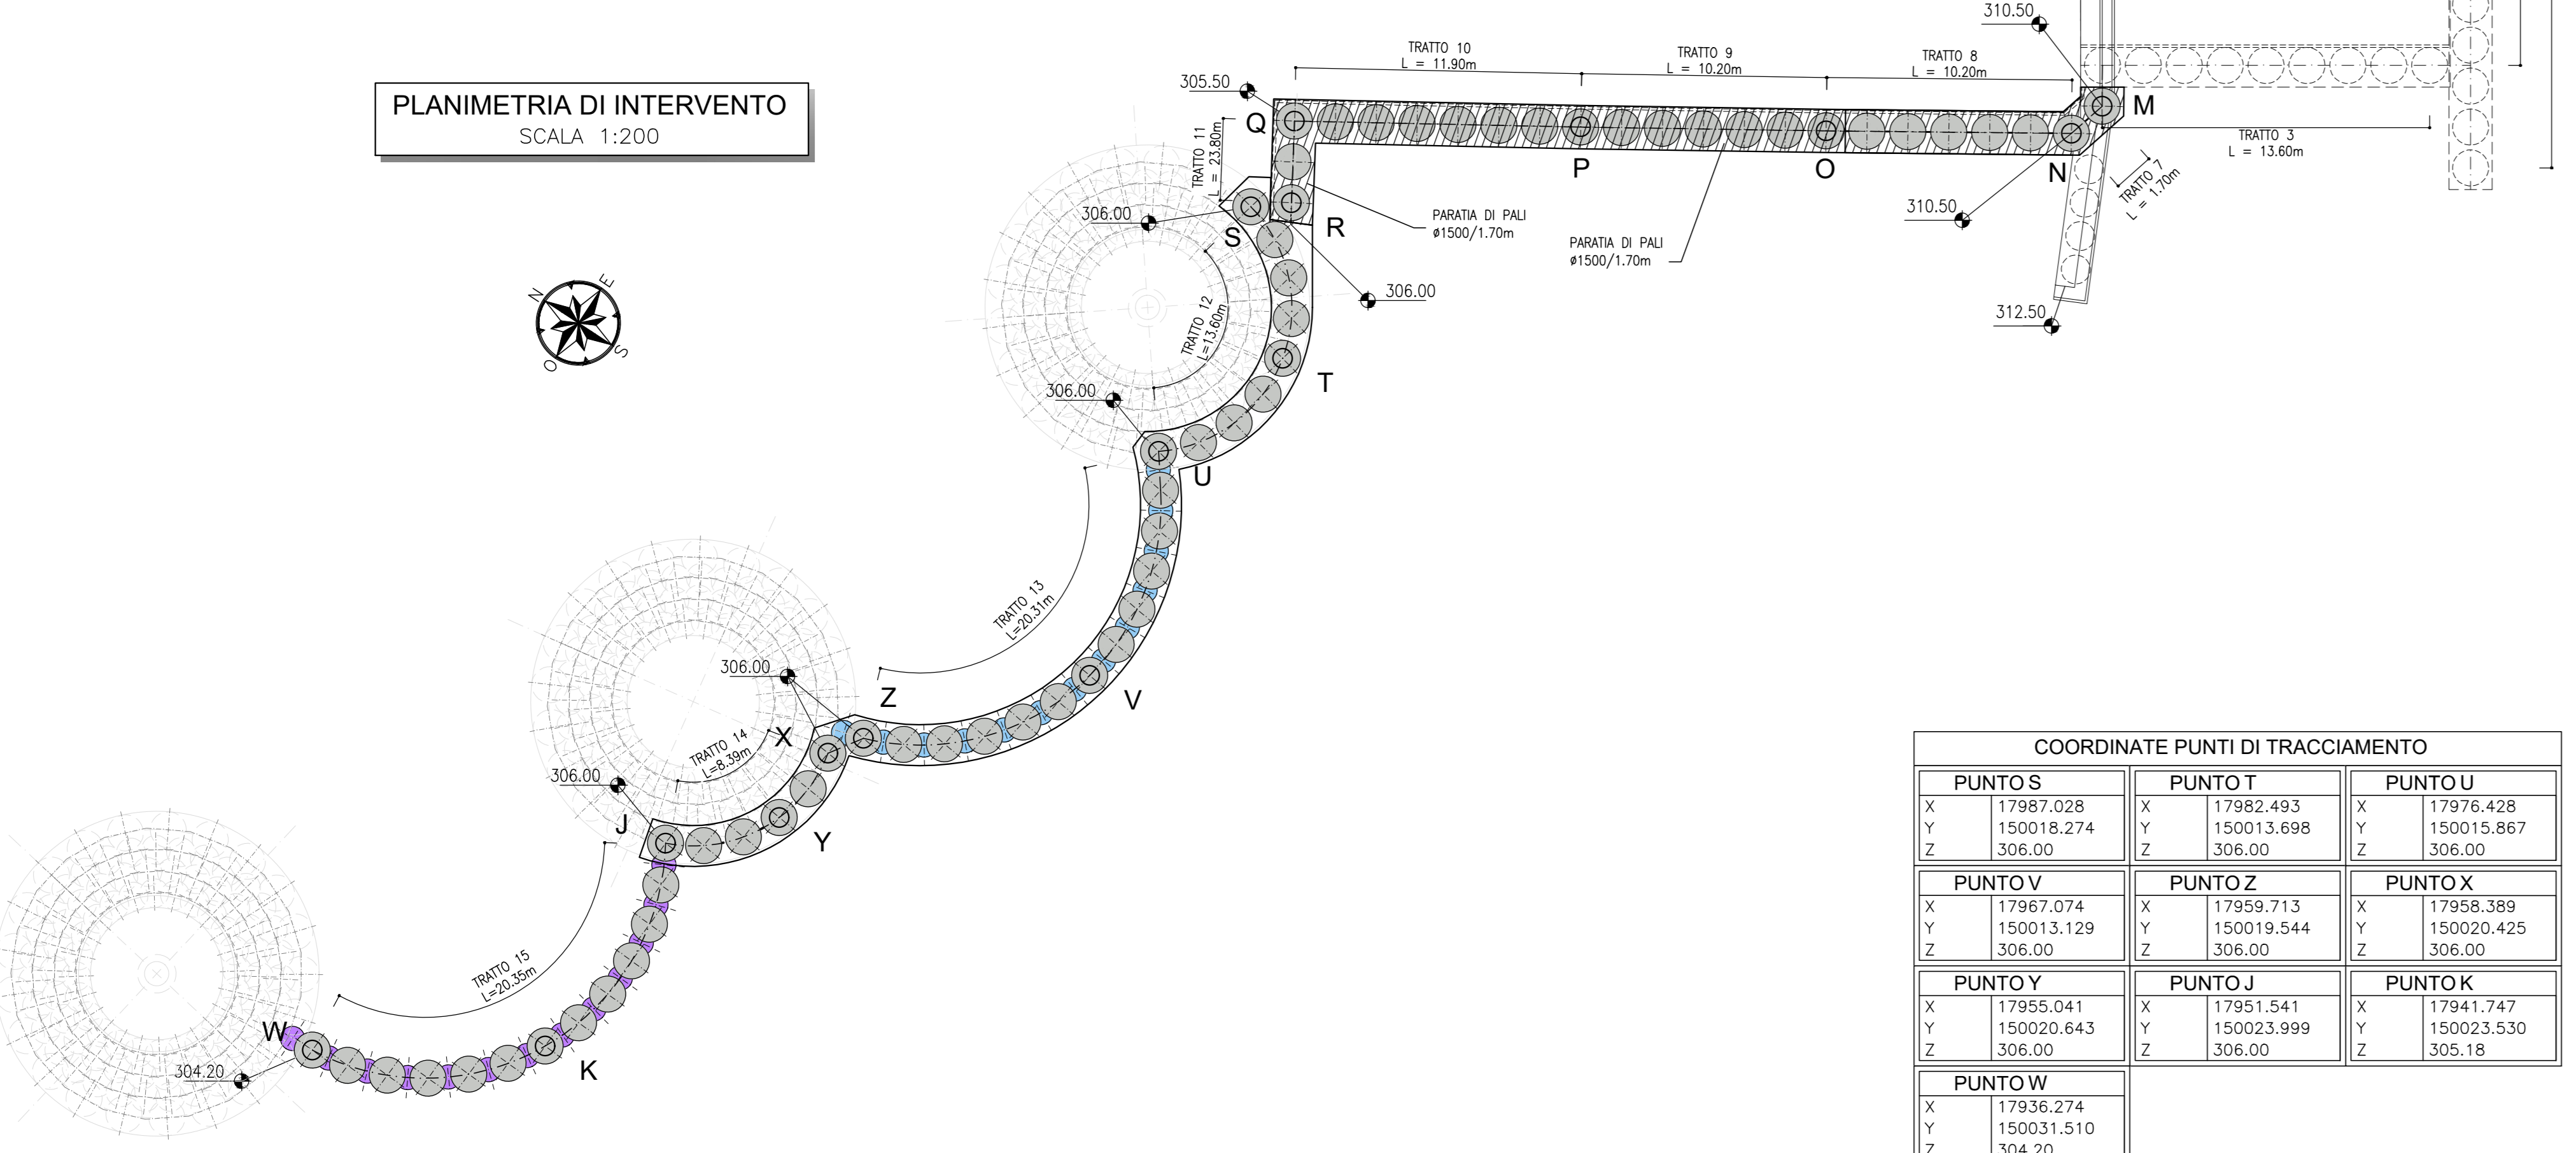 PLANIMETRIA DI INTERVENTO
SCALA 1:200
N
E
S
O
310.50
TRATTO 10
L = 11.90m
TRATTO 9
L = 10.20m
TRATTO 8
L = 10.20m
305.50
Q
M
TRATTO 3
L = 13.60m
TRATTO 11
L = 23.80m
P
O
N
TRATTO 7
L = 1.70m
306.00
S
R
PARATIA DI PALI
ø1500/1.70m
PARATIA DI PALI
ø1500/1.70m
310.50
306.00
312.50
TRATTO 12
L=13.60m
T
306.00
U
TRATTO 13
L=20.31m
306.00
Z
V
X
TRATTO 14
L=8.39m
306.00
J
Y
TRATTO 15
L=20.35m
W
304.20
K
COORDINATE PUNTI DI TRACCIAMENTO
PUNTO S PUNTO T PUNTO U
X 17987.028 X 17982.493 X 17976.428
Y 150018.274 Y 150013.698 Y 150015.867
Z 306.00 Z 306.00 Z 306.00
PUNTO V PUNTO Z PUNTO X
X 17967.074 X 17959.713 X 17958.389
Y 150013.129 Y 150019.544 Y 150020.425
Z 306.00 Z 306.00 Z 306.00
PUNTO Y PUNTO J PUNTO K
X 17955.041 X 17951.541 X 17941.747
Y 150020.643 Y 150023.999 Y 150023.530
Z 306.00 Z 306.00 Z 305.18
PUNTO W
X 17936.274
Y 150031.510
Z 304.20